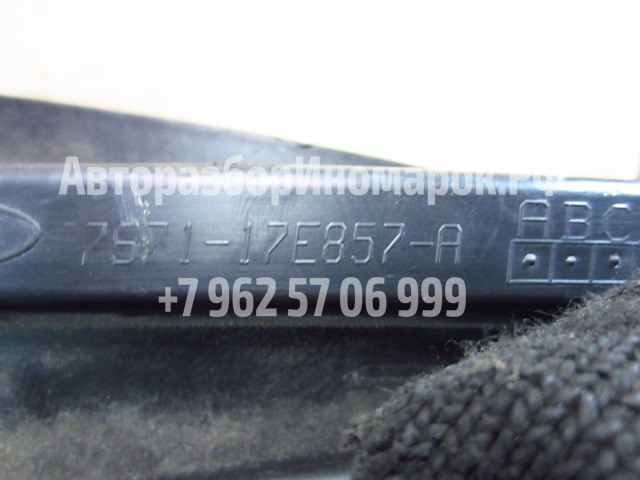 АвторазборИномарок.рф
7S71-17E857-A
ABC
+7 962 57 06 999